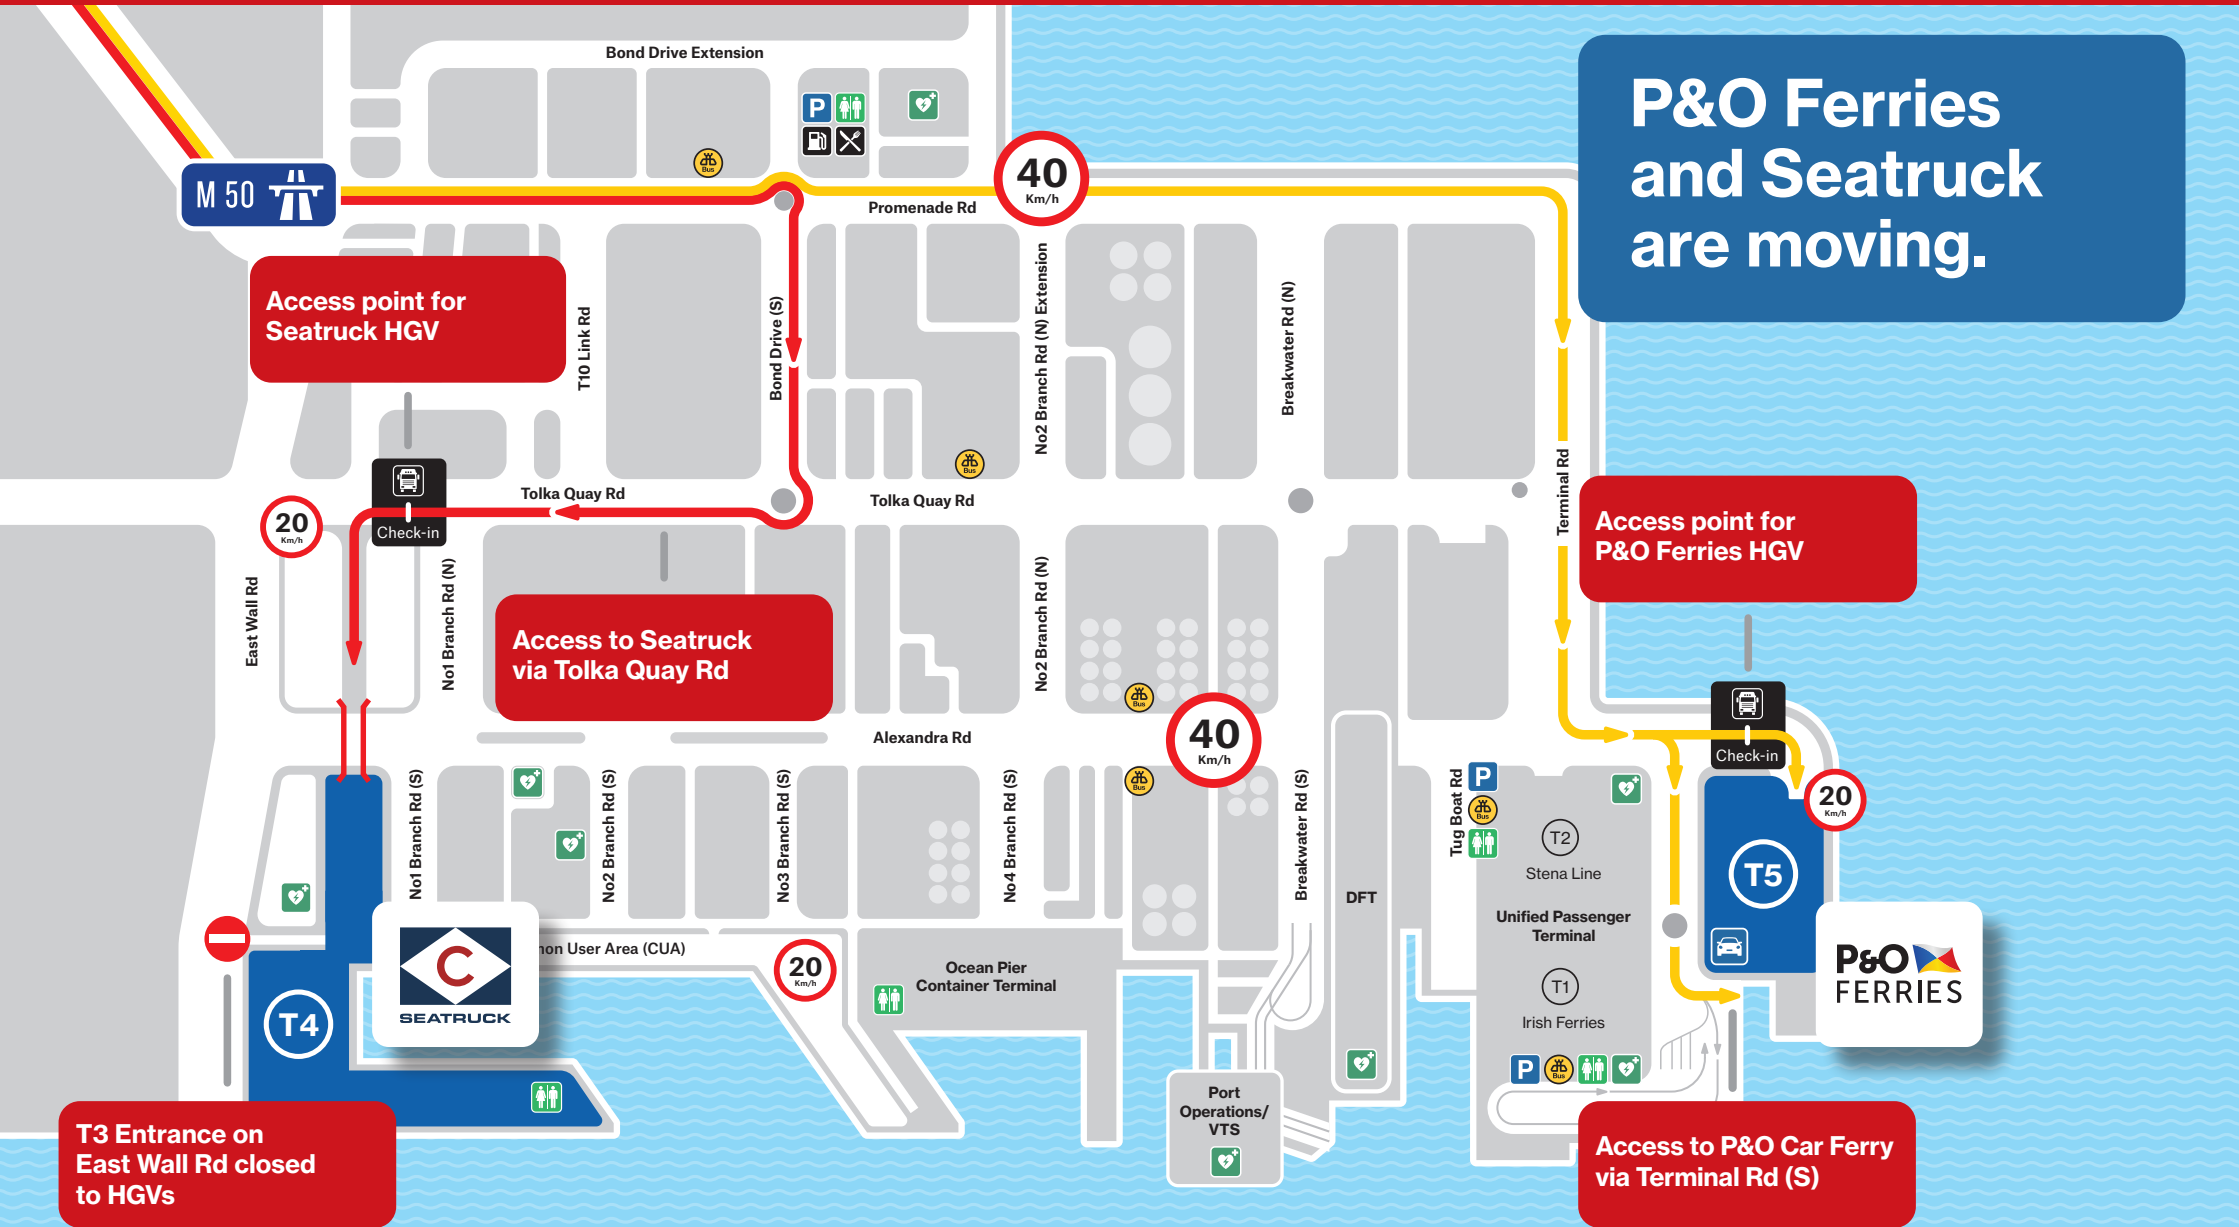 Bond Drive Extension
P&O Ferries
and Seatruck
are moving.
P
Bus
M 50
40
Km/h
Promenade Rd
Access point for
Seatruck HGV
T10 Link Rd
Bond Drive (S)
No2 Branch Rd (N) Extension
Breakwater Rd (N)
Terminal Rd
Bus
Tolka Quay Rd
Tolka Quay Rd
20
Km/h
Check-in
Access point for
P&O Ferries HGV
East Wall Rd
No1 Branch Rd (N)
Access to Seatruck
via Tolka Quay Rd
No2 Branch Rd (N)
Bus
40
Km/h
Alexandra Rd
Check-in
20
Km/h
No1 Branch Rd (S)
No2 Branch Rd (S)
No3 Branch Rd (S)
No4 Branch Rd (S)
Bus
Breakwater Rd (S)
Tug Boat Rd
P
Bus
T2
Stena Line
T5
DFT
Unified Passenger
Terminal
User Area (CUA)
20
Km/h
Ocean Pier
Container Terminal
T1
Irish Ferries
P&O
FERRIES
C
SEATRUCK
T4
P
Bus
Port
Operations/
VTS
T3 Entrance on
East Wall Rd closed
to HGVs
Access to P&O Car Ferry
via Terminal Rd (S)